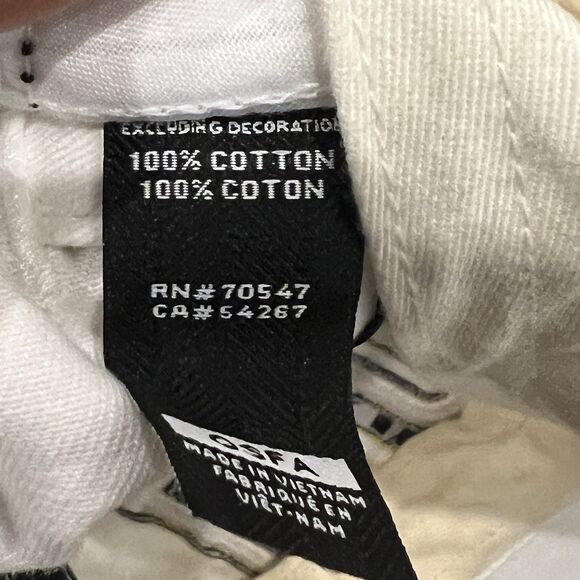 EXCLUDING DECORATION
100% COTTON
100% COTON
RN# 70547
CA# 54267
OSFA
MADE IN VIETNAM
FABRIQUÉ EN
VIÊT-NAM